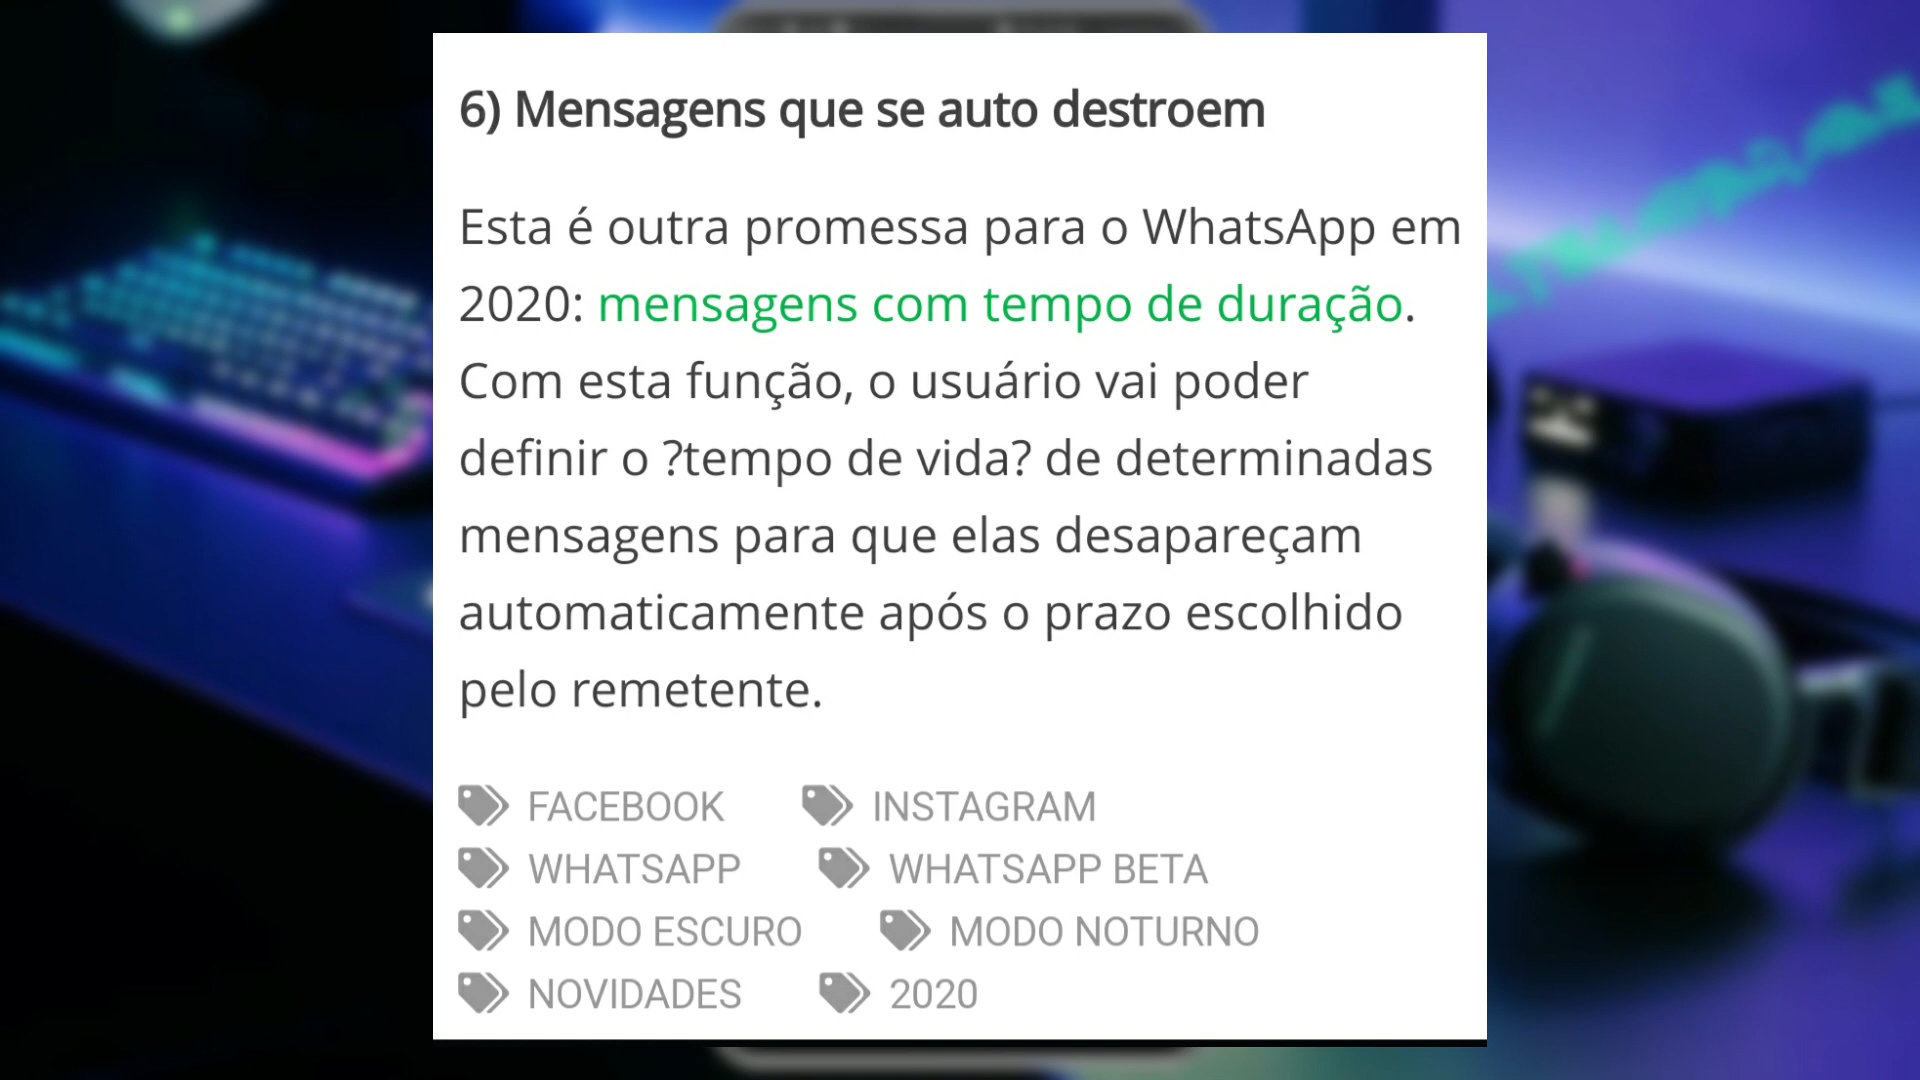 6) Mensagens que se auto destroem
Esta é outra promessa para o WhatsApp em
2020: mensagens com tempo de duração.
Com esta função, o usuário vai poder
definir o ?tempo de vida? de determinadas
mensagens para que elas desapareçam
automaticamente após o prazo escolhido
pelo remetente.
FACEBOOK INSTAGRAM
WHATSAPP WHATSAPP BETA
MODO ESCURO MODO NOTURNO
NOVIDADES 2020